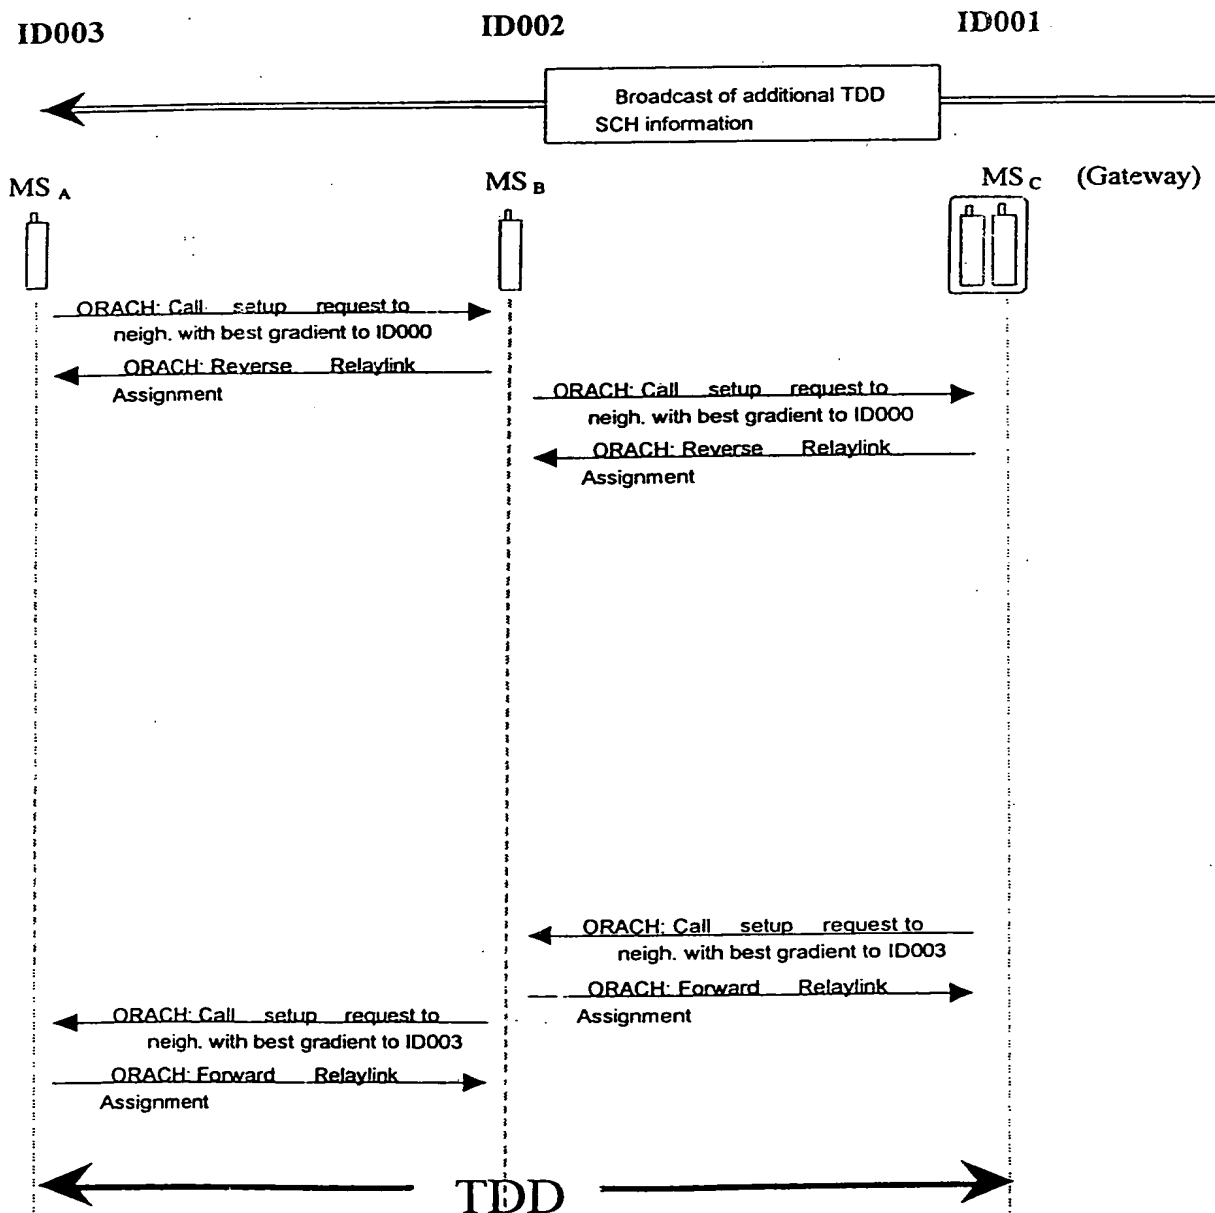 ID003 ID002 ID001
Broadcast of additional TDD
SCH information
MS A MS B MS C (Gateway)
ORACH: Call setup request to
neigh. with best gradient to ID000
ORACH: Reverse Relaylink
Assignment
ORACH: Call setup request to
neigh. with best gradient to ID000
ORACH: Reverse Relaylink
Assignment
ORACH: Call setup request to
neigh. with best gradient to ID003
ORACH: Forward Relaylink
Assignment
ORACH: Call setup request to
neigh. with best gradient to ID003
ORACH: Forward Relaylink
Assignment
TDD